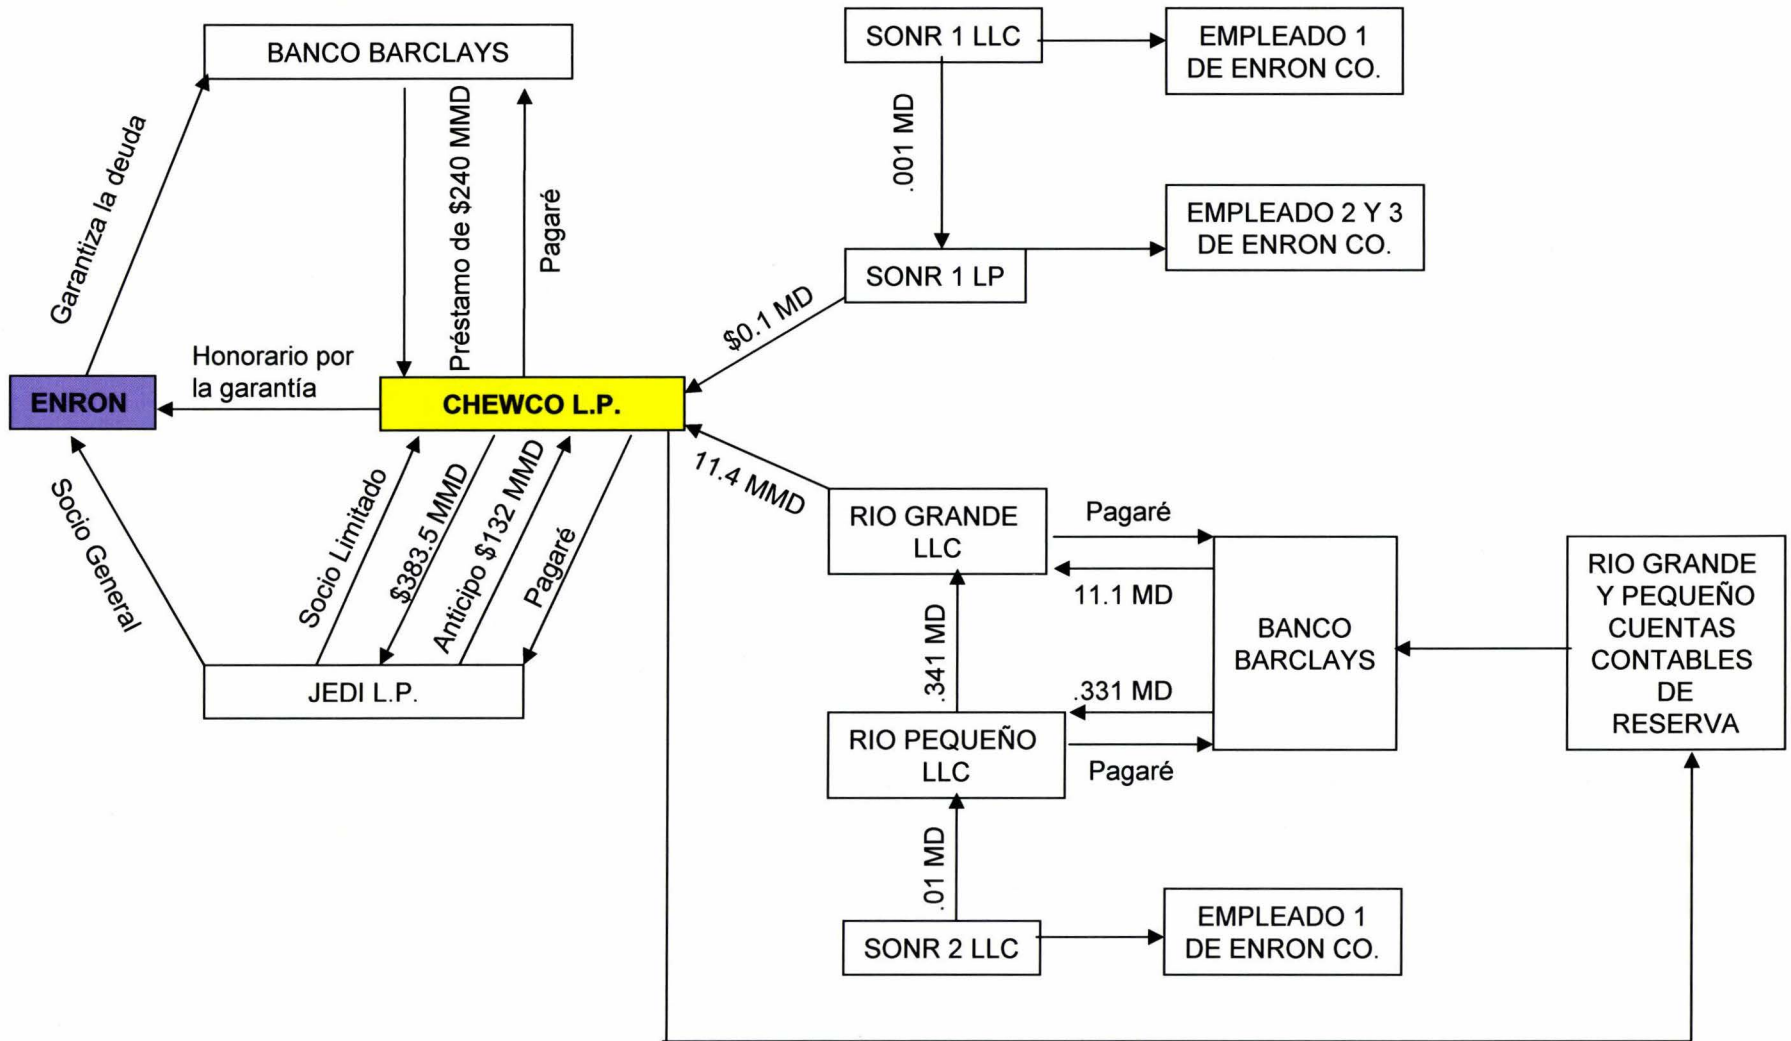 BANCO BARCLAYS
SONR 1 LLC
EMPLEADO 1
DE ENRON CO.
Garantiza la deuda
Préstamo de $240 MMD
Pagaré
.001 MD
EMPLEADO 2 Y 3
DE ENRON CO.
SONR 1 LP
$0.1 MD
Honorario por
la garantía
ENRON
CHEWCO L.P.
11.4 MMD
Socio General
Socio Limitado
$383.5 MMD
Anticipo $132 MMD
Pagaré
JEDI L.P.
RIO GRANDE
LLC
Pagaré
11.1 MD
BANCO
BARCLAYS
RIO GRANDE
Y PEQUEÑO
CUENTAS
CONTABLES
DE
RESERVA
.341 MD
.331 MD
RIO PEQUEÑO
LLC
Pagaré
.01 MD
SONR 2 LLC
EMPLEADO 1
DE ENRON CO.